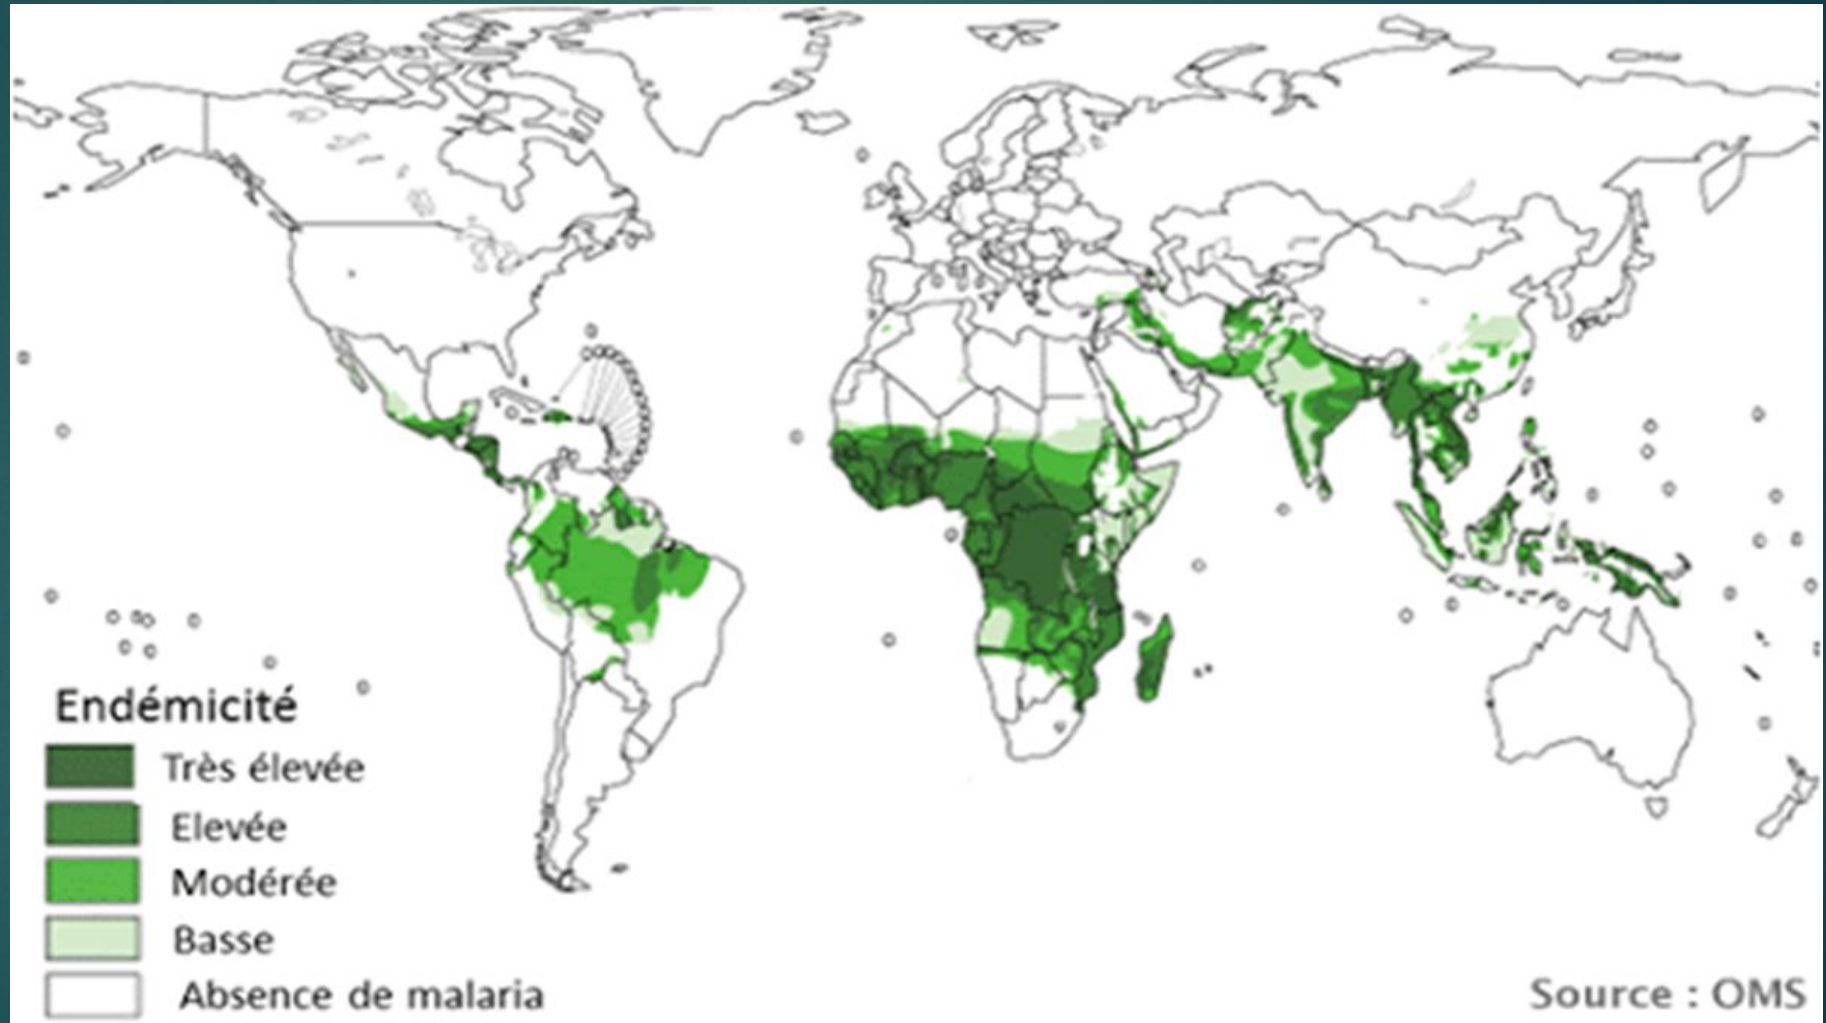 Endémicité
Très élevée
Elevée
Modérée
Basse
Absence de malaria
Source : OMS